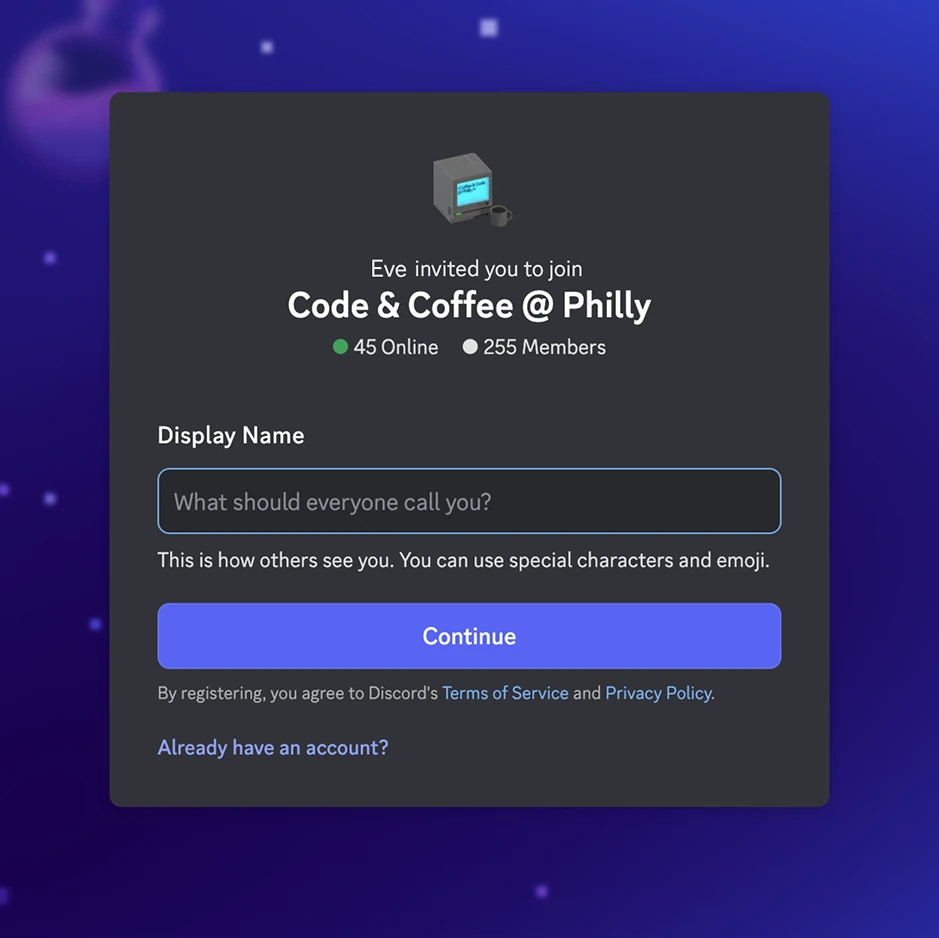 Eve invited you to join
Code & Coffee @ Philly
45 Online 255 Members
Display Name
What should everyone call you?
This is how others see you. You can use special characters and emoji.
Continue
By registering, you agree to Discord's Terms of Service and Privacy Policy.
Already have an account?